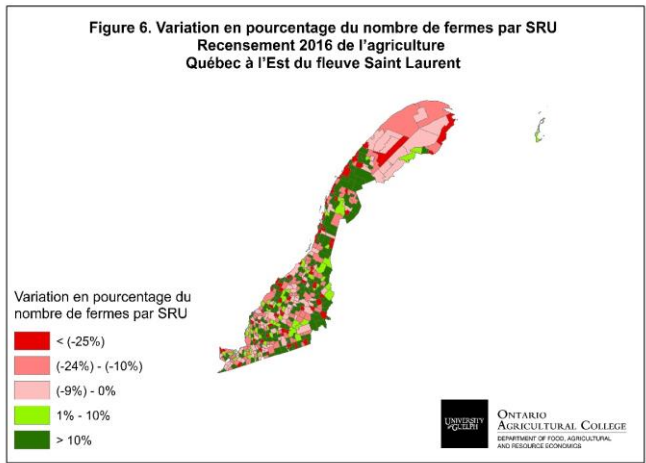 Figure 6. Variation en pourcentage du nombre de fermes par SRU
Recensement 2016 de l'agriculture
Québec à l'Est du fleuve Saint Laurent
Variation en pourcentage du
nombre de fermes par SRU
< (-25%)
(-24%) - (-10%)
(-9%) - 0%
1% - 10%
> 10%
UNIVERSITY
OF GUELPH
ONTARIO
AGRICULTURAL COLLEGE
DEPARTMENT OF FOOD, AGRICULTURAL
AND RESOURCE ECONOMICS